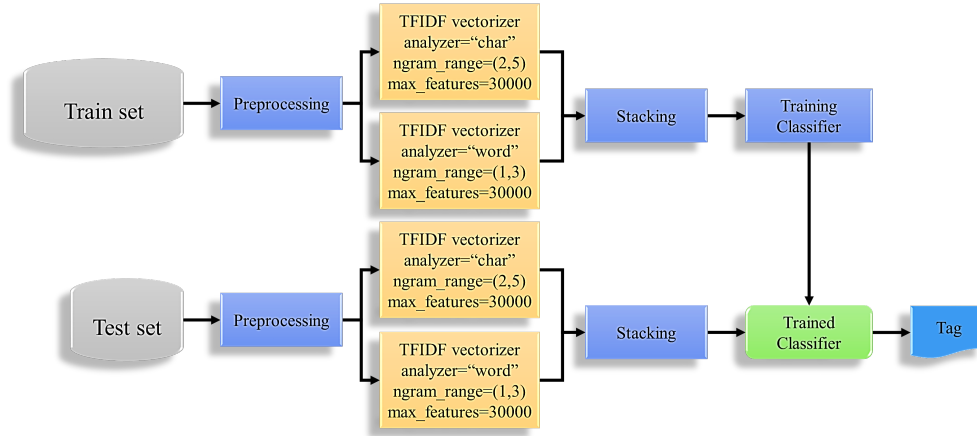 Train set
Preprocessing
TFIDF vectorizer
analyzer=“char”
ngram_range=(2,5)
max_features=30000
TFIDF vectorizer
analyzer=“word”
ngram_range=(1,3)
max_features=30000
Stacking
Training
Classifier
Test set
Preprocessing
TFIDF vectorizer
analyzer=“char”
ngram_range=(2,5)
max_features=30000
TFIDF vectorizer
analyzer=“word”
ngram_range=(1,3)
max_features=30000
Stacking
Trained
Classifier
Tag